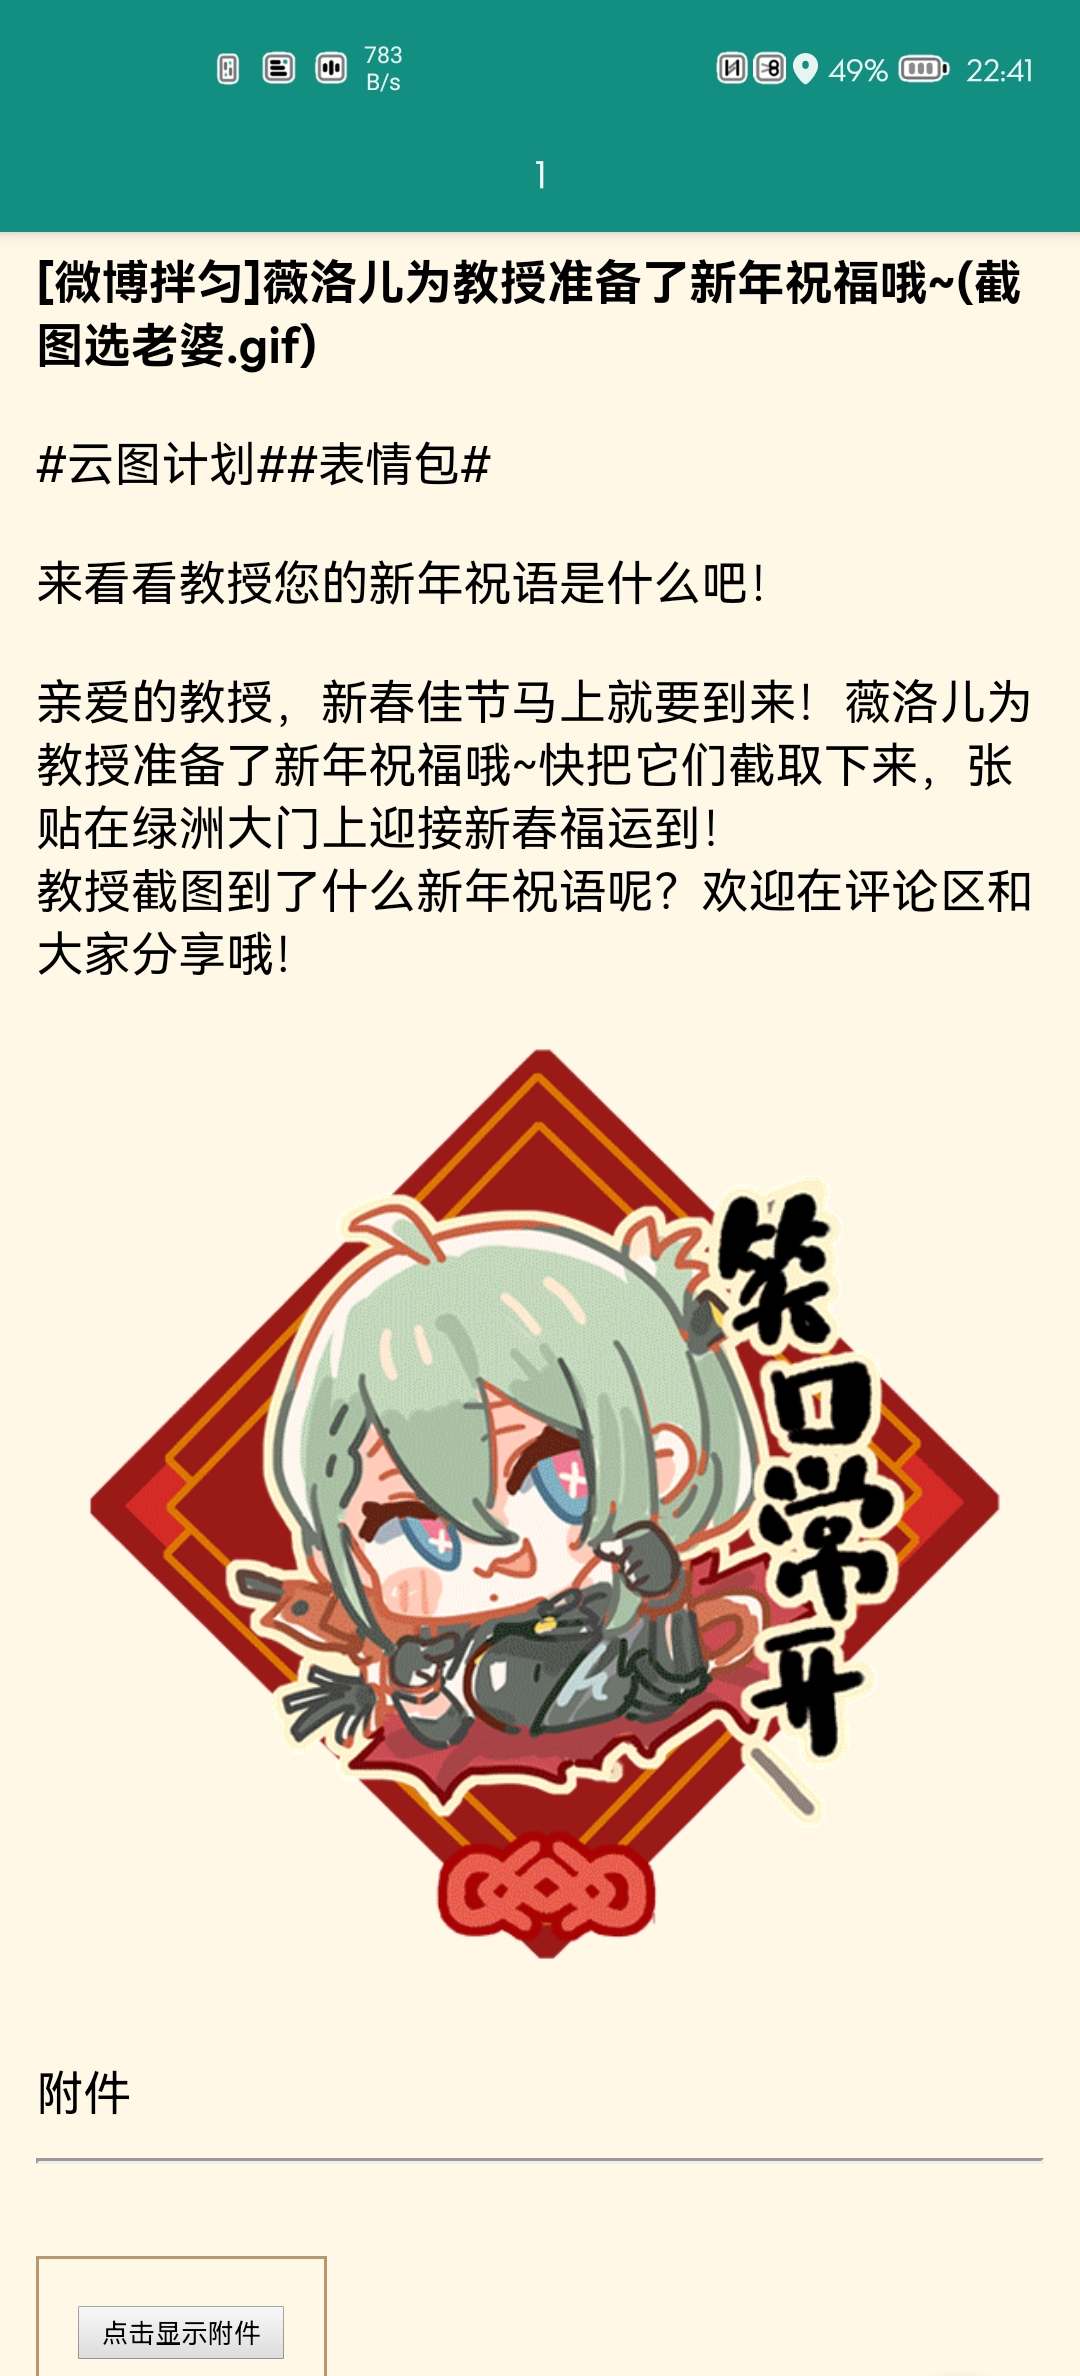 783
B/s
49%
22:41
1
[微博拌匀]薇洛儿为教授准备了新年祝福哦~(截
图选老婆.gif)
#云图计划##表情包#
来看看教授您的新年祝语是什么吧！
亲爱的教授，新春佳节马上就要到来！薇洛儿为
教授准备了新年祝福哦~快把它们截取下来，张
贴在绿洲大门上迎接新春福运到！
教授截图到了什么新年祝语呢？欢迎在评论区和
大家分享哦！
笑口常开
附件
点击显示附件